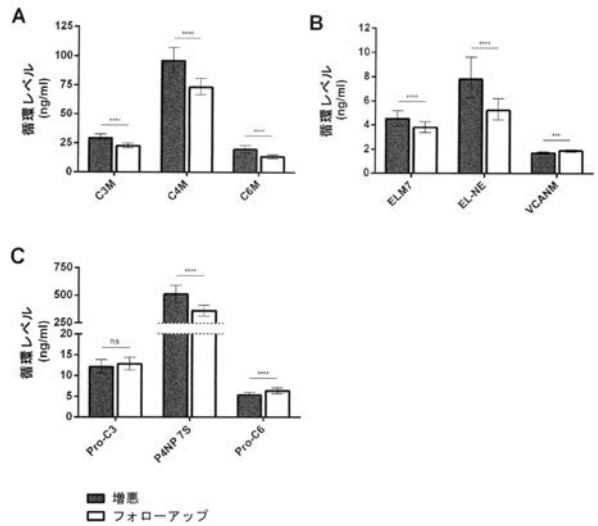 A
循環レベル
(ng/ml)
125
100
75
50
25
0
****
****
****
C3M
C4M
C6M
B
循環レベル
(ng/ml)
12
10
8
6
4
2
0
****
****
***
ELM7
EL-NE
VCANM
C
循環レベル
(ng/ml)
750
500
250
20
15
10
5
0
ns
****
****
Pro-C3
P4NP 7S
Pro-C6
増悪
フォローアップ